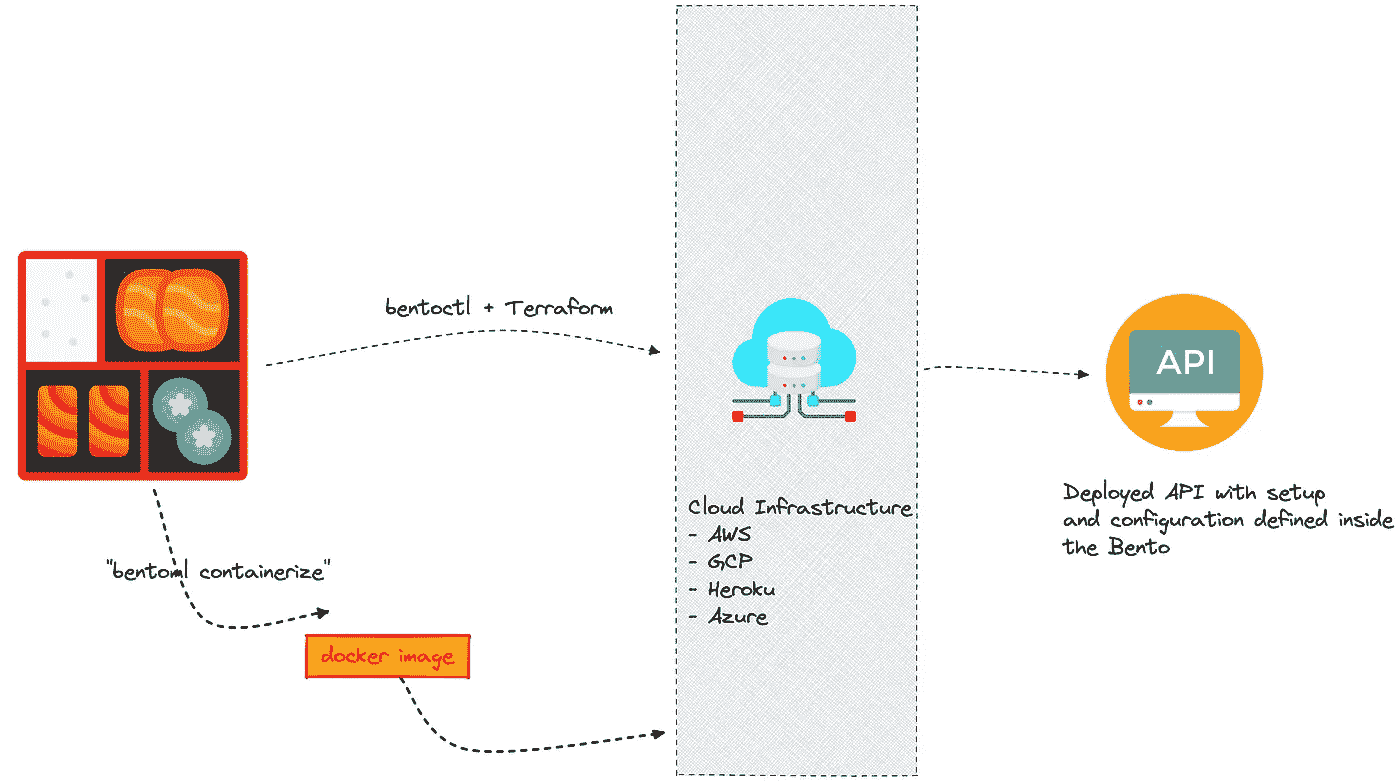 bentoctl + Terraform
API
Cloud Infrastructure
- AWS
- GCP
- Heroku
- Azure
Deployed API with setup
and configuration defined inside
the Bento
"bentoml containerize"
docker image